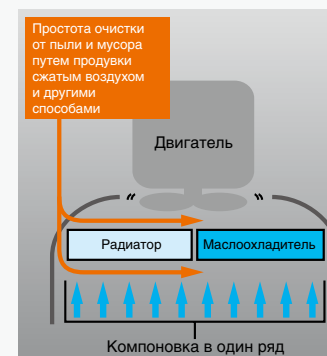 Простота очистки
от пыли и мусора
путем продувки
сжатым воздухом
и другими
способами
Двигатель
Радиатор
Маслоохладитель
Компоновка в один ряд